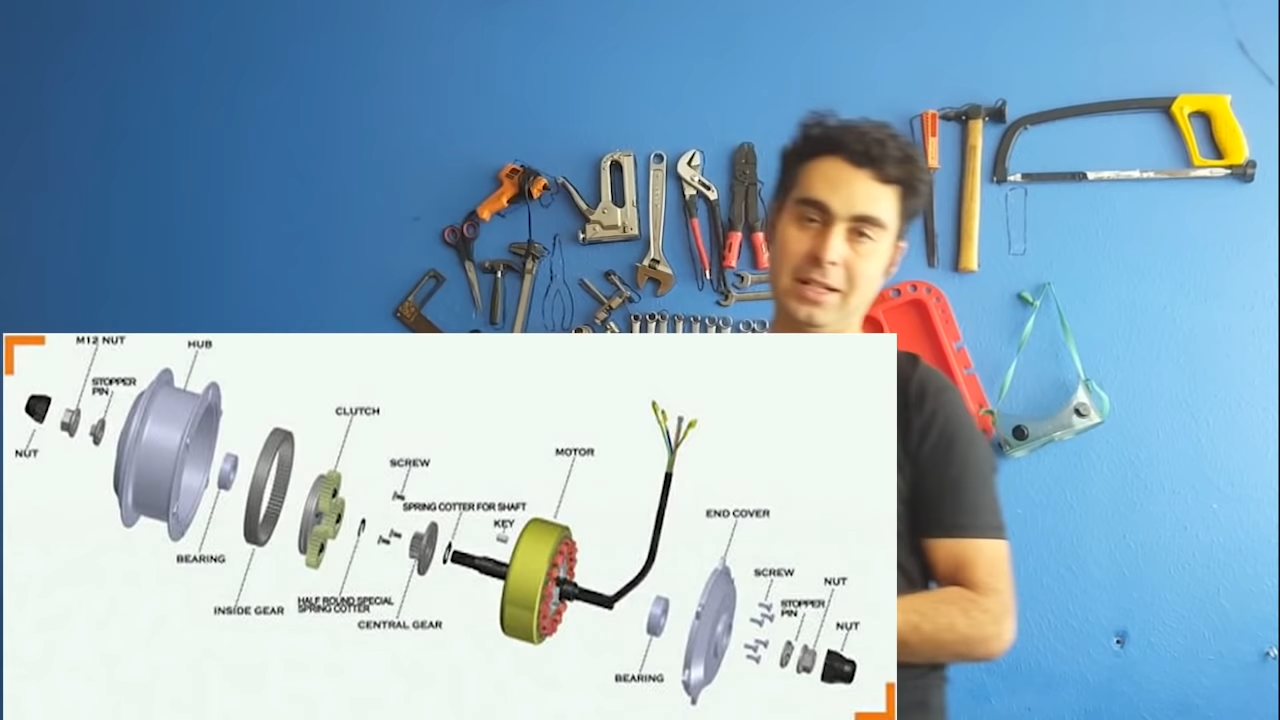 M12 NUT
HUB
STOPPER
PIN
NUT
CLUTCH
SCREW
SPRING COTTER FOR SHAFT
KEY
MOTOR
END COVER
BEARING
INSIDE GEAR
HALF ROUND SPECIAL
SPRING COTTER
CENTRAL GEAR
SCREW
NUT
STOPPER
PIN
NUT
BEARING